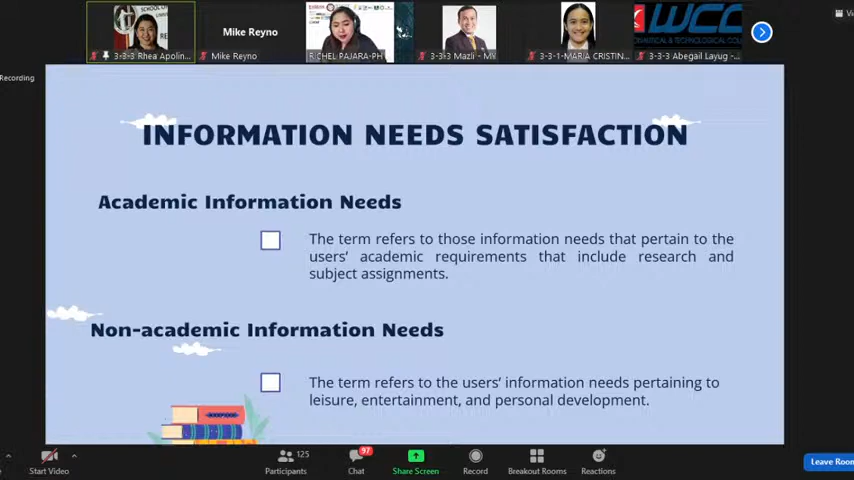 Mike Reyno
3-3-3 Rhea Apolin...
Mike Reyno
RICHEL PAJARA-PH
3-3-3 Mazli - MY
3-3-1-MARIA CRISTIN...
WCC
3-3-3 Abegail Layug -...
Recording
INFORMATION NEEDS SATISFACTION
Academic Information Needs
The term refers to those information needs that pertain to the
users' academic requirements that include research and
subject assignments.
Non-academic Information Needs
The term refers to the users' information needs pertaining to
leisure, entertainment, and personal development.
Start Video
Participants
125
Chat
97
Share Screen
Record
Breakout Rooms
Reactions
Leave Room